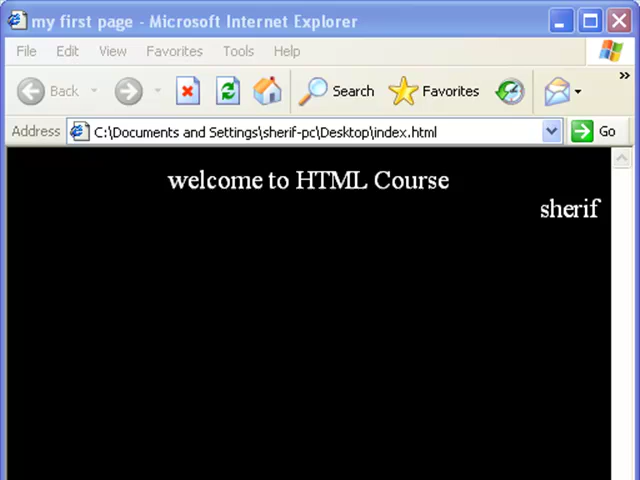 my first page - Microsoft Internet Explorer
File Edit View Favorites Tools Help
Back Search Favorites
Address C:\Documents and Settings\sherif-pc\Desktop\index.html Go
welcome to HTML Course
sherif